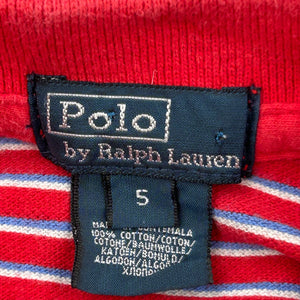 Polo
by Ralph Lauren
5
MADE IN GUATEMALA
100% COTTON/COTON/
COTONE/BAUMWOLLE/
KATOEN/BOMULD/
ALGODON/ALGODÃO/